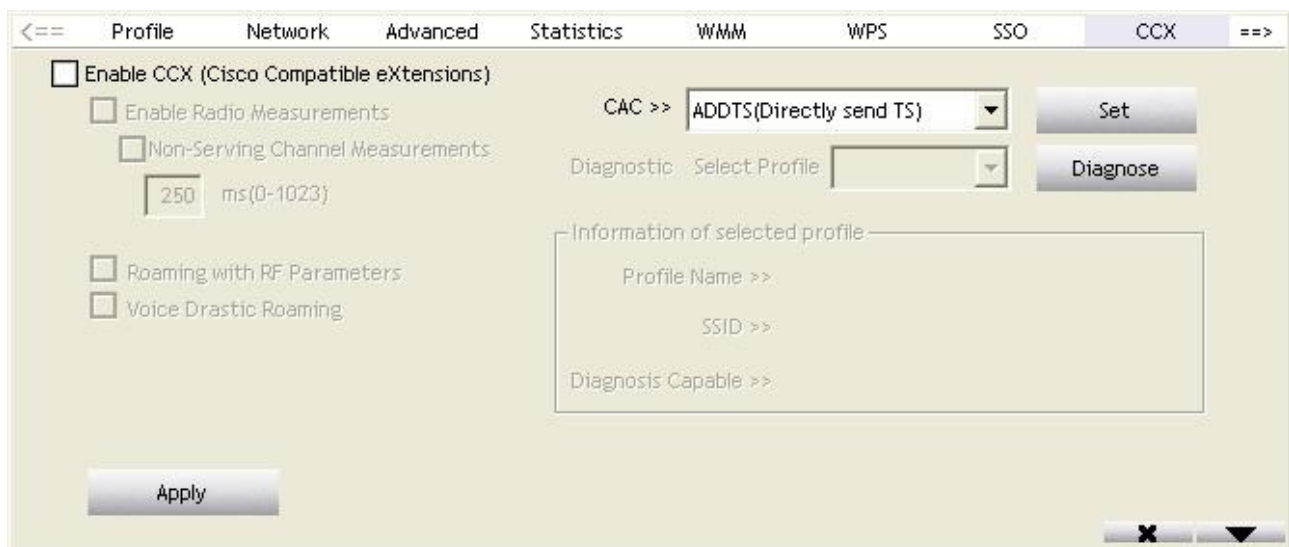 <== Profile Network Advanced Statistics WMM WPS SSO CCX ==>
Enable CCX (Cisco Compatible eXtensions)
Enable Radio Measurements
Non-Serving Channel Measurements
250 ms(0-1023)
Roaming with RF Parameters
Voice Drastic Roaming
CAC >> ADDTS(Directly send TS) Set
Diagnostic Select Profile Diagnose
Information of selected profile
Profile Name >>
SSID >>
Diagnosis Capable >>
Apply